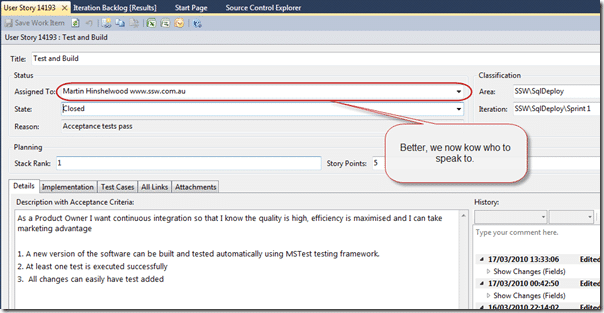 User Story 14193 × Iteration Backlog [Results] Start Page Source Control Explorer
Save Work Item
User Story 14193 : Test and Build
Title: Test and Build
Status Classification
Assigned To: Martin Hinshelwood www.ssw.com.au Area: SSW\SqlDeploy
State: Closed Iteration: SSW\SqlDeploy\Sprint 1
Reason: Acceptance tests pass
Better, we now kow who to
speak to.
Planning
Stack Rank: 1 Story Points: 5
Details Implementation Test Cases All Links Attachments
Description with Acceptance Criteria: History:
As a Product Owner I want continuous integration so that I know the quality is high, efficiency is maximised and I can take
marketing advantage
Type your comment here.
1. A new version of the software can be built and tested automatically using MSTest testing framework.
2. At least one test is executed successfully
3. All changes can easily have test added
17/03/2010 13:33:06 Edited
Show Changes (Fields)
17/03/2010 00:42:50 Edited
Show Changes (Fields)
16/03/2010 22:14:02 Edited